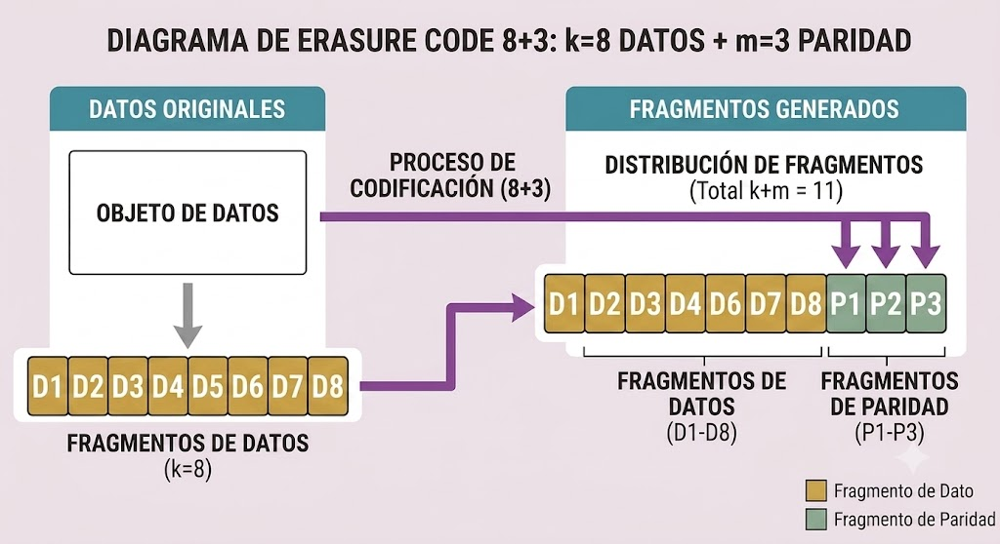 DIAGRAMA DE ERASURE CODE 8+3: k=8 DATOS + m=3 PARIDAD
DATOS ORIGINALES
OBJETO DE DATOS
D1 D2 D3 D4 D5 D6 D7 D8
FRAGMENTOS DE DATOS
(k=8)
PROCESO DE
CODIFICACIÓN (8+3)
FRAGMENTOS GENERADOS
DISTRIBUCIÓN DE FRAGMENTOS
(Total k+m = 11)
D1 D2 D3 D4 D6 D7 D8 P1 P2 P3
FRAGMENTOS DE
DATOS
(D1-D8)
FRAGMENTOS
DE PARIDAD
(P1-P3)
Fragmento de Dato
Fragmento de Paridad